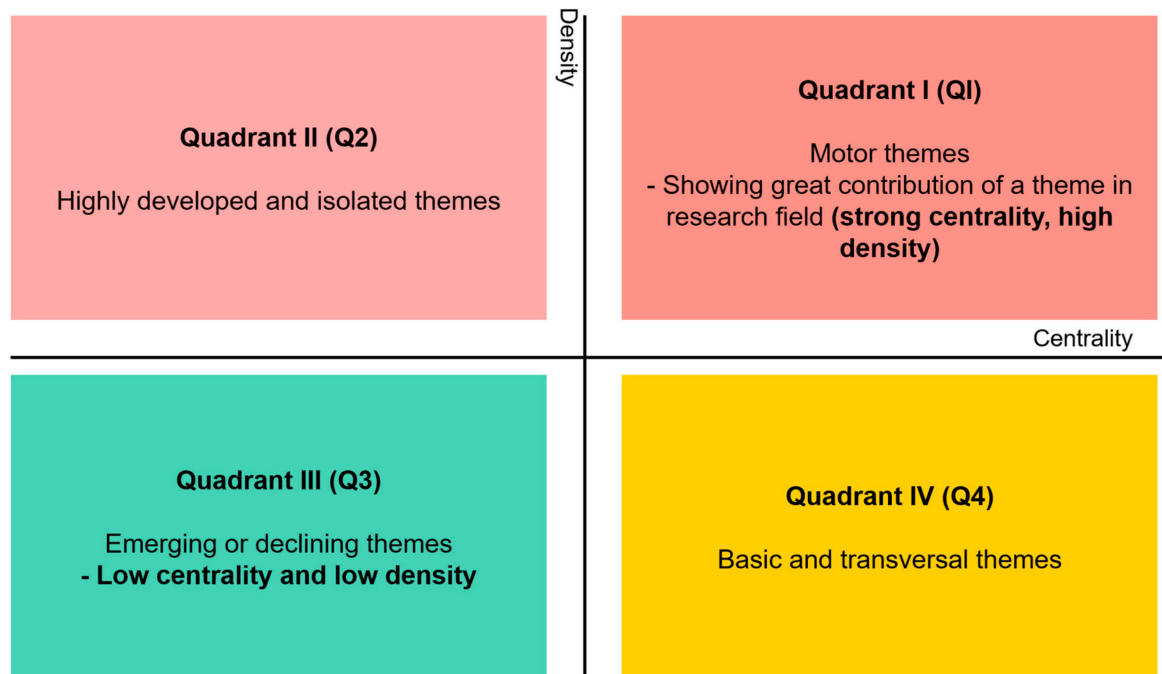 Density
Quadrant II (Q2)
Highly developed and isolated themes
Quadrant I (QI)
Motor themes
- Showing great contribution of a theme in
research field (strong centrality, high
density)
Centrality
Quadrant III (Q3)
Emerging or declining themes
- Low centrality and low density
Quadrant IV (Q4)
Basic and transversal themes